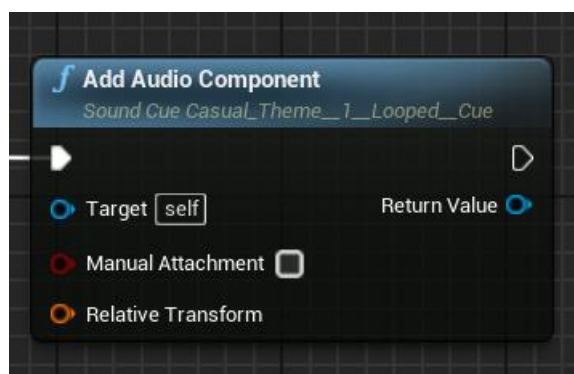 f Add Audio Component
Sound Cue Casual_Theme__1__Looped__Cue
Target self Return Value
Manual Attachment
Relative Transform